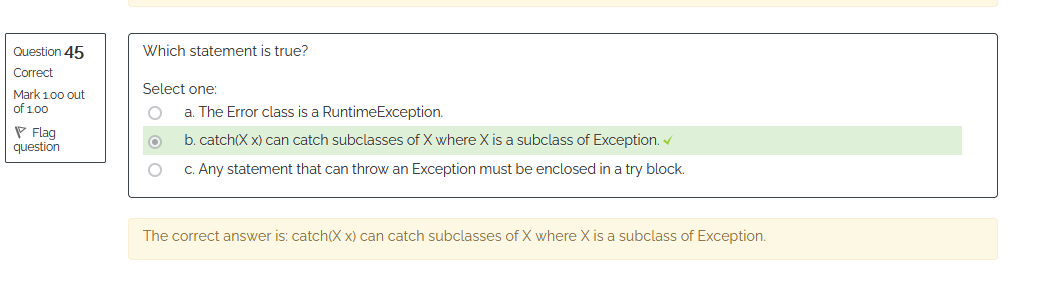 Question 45
Correct
Mark 1.00 out
of 1.00
Flag
question
Which statement is true?
Select one:
a. The Error class is a RuntimeException.
b. catch(X x) can catch subclasses of X where X is a subclass of Exception.
c. Any statement that can throw an Exception must be enclosed in a try block.
The correct answer is: catch(X x) can catch subclasses of X where X is a subclass of Exception.